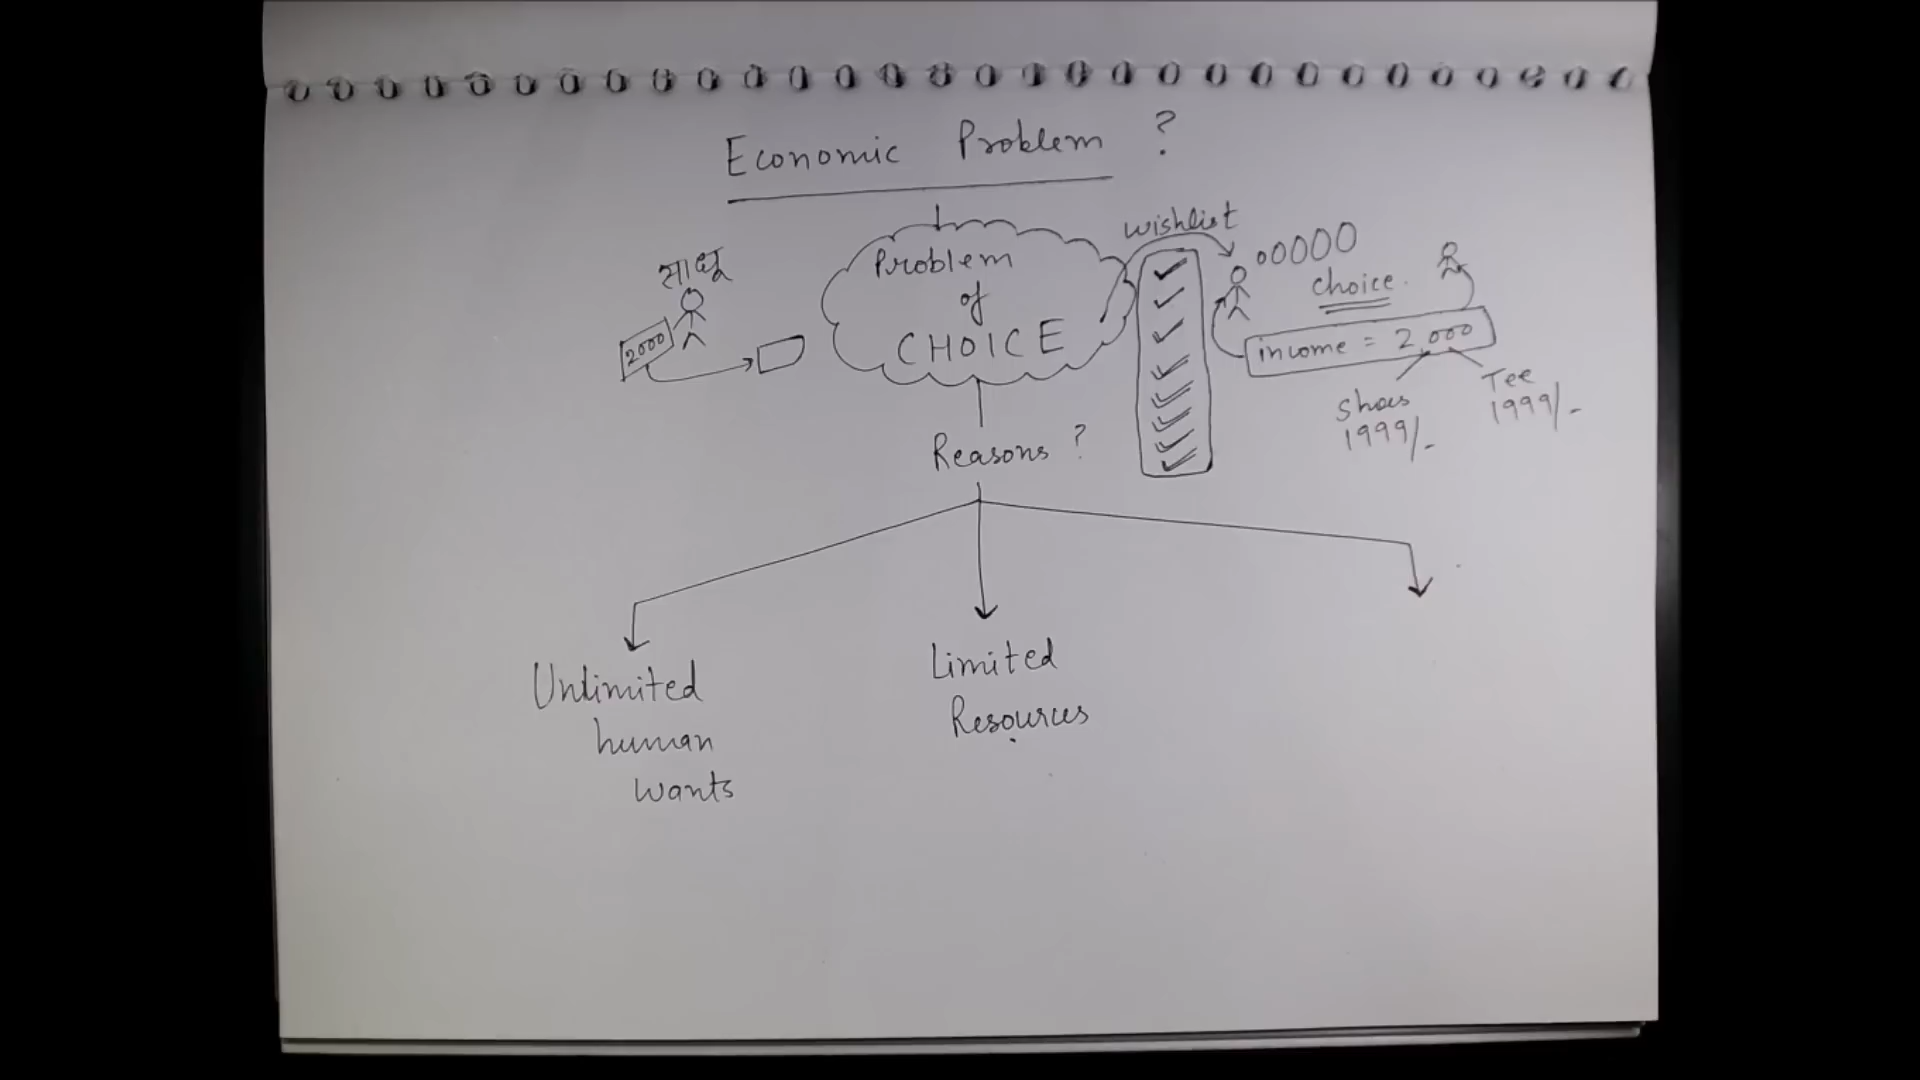 Economic Problem ?
Problem
of
CHOICE
साधू
2000
wishlist
Choice.
income = 2,000
Shoes
1999/-
Tee
1999/-
Reasons ?
Unlimited
human
wants
Limited
Resources